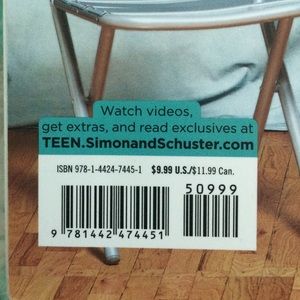 Watch videos,
get extras, and read exclusives at
TEEN.SimonandSchuster.com
ISBN 978-1-4424-7445-1 $9.99 U.S./$11.99 Can.
50999
9 781442 474451